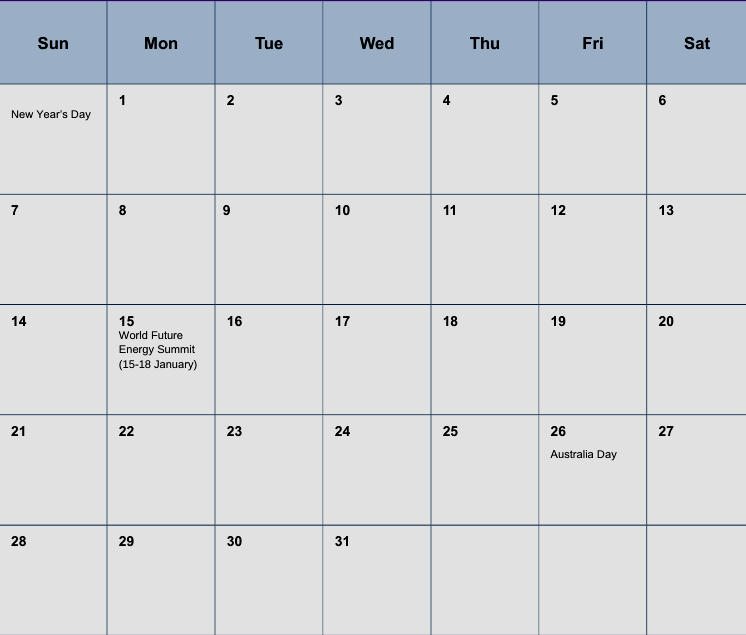 Sun Mon Tue Wed Thu Fri Sat
1 2 3 4 5 6
New Year's Day
7 8 9 10 11 12 13
14 15 16 17 18 19 20
World Future
Energy Summit
(15-18 January)
21 22 23 24 25 26 27
Australia Day
28 29 30 31